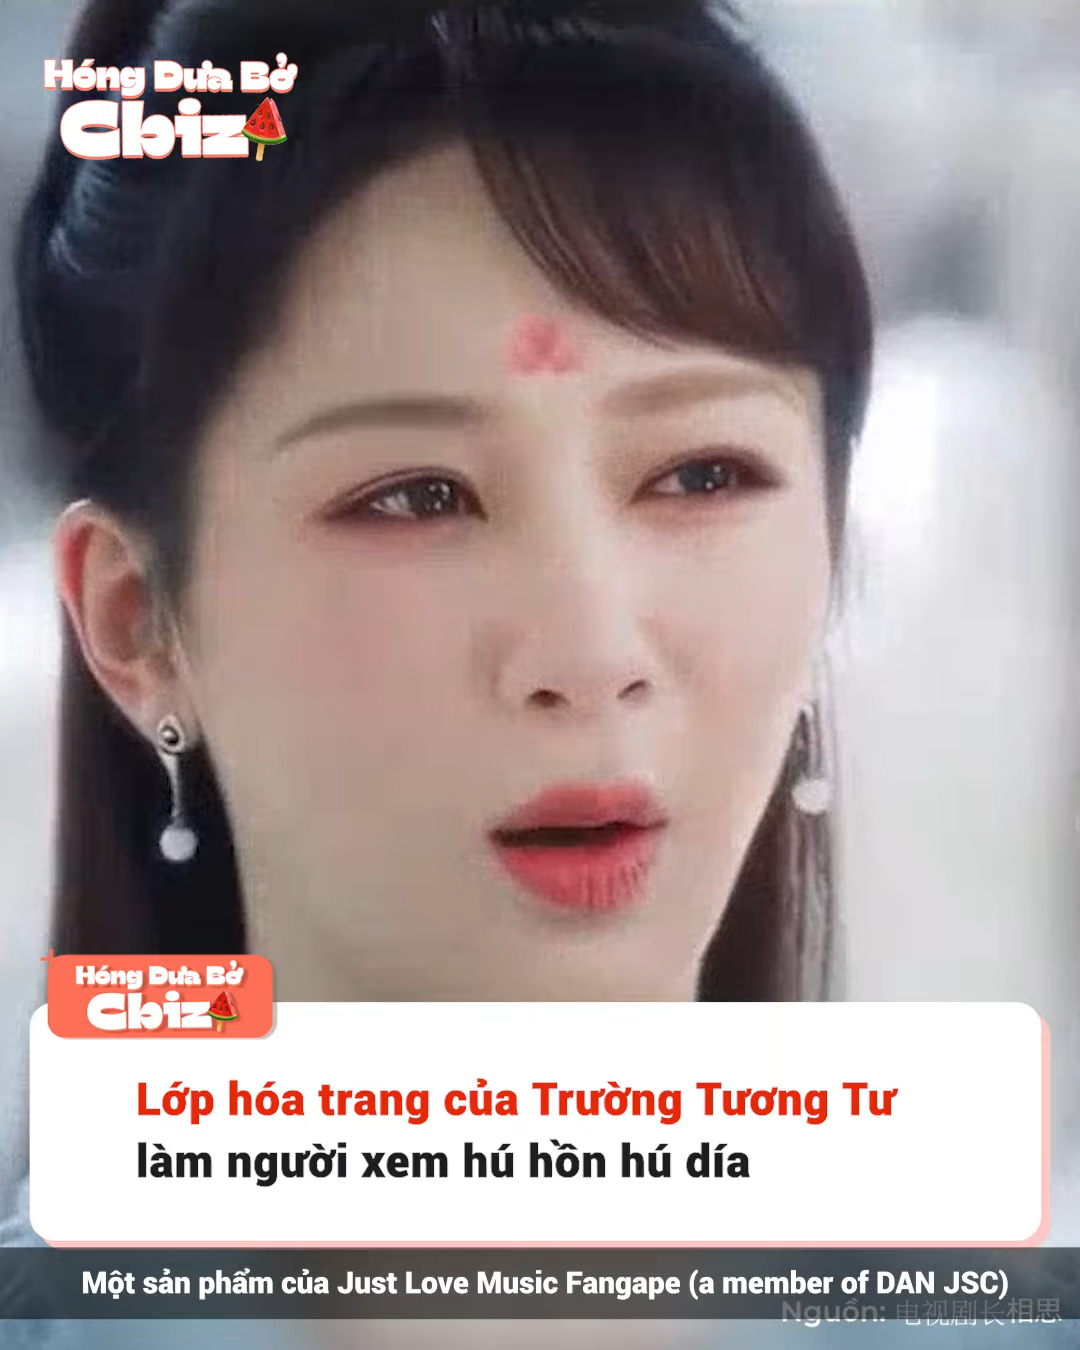 Hóng Dưa Bở
Cbiz
Hóng Dưa Bở
Cbiz
Lớp hóa trang của Trường Tương Tư
làm người xem hú hồn hú día
Một sản phẩm của Just Love Music Fangape (a member of DAN JSC)
Nguồn: 电视剧长相思